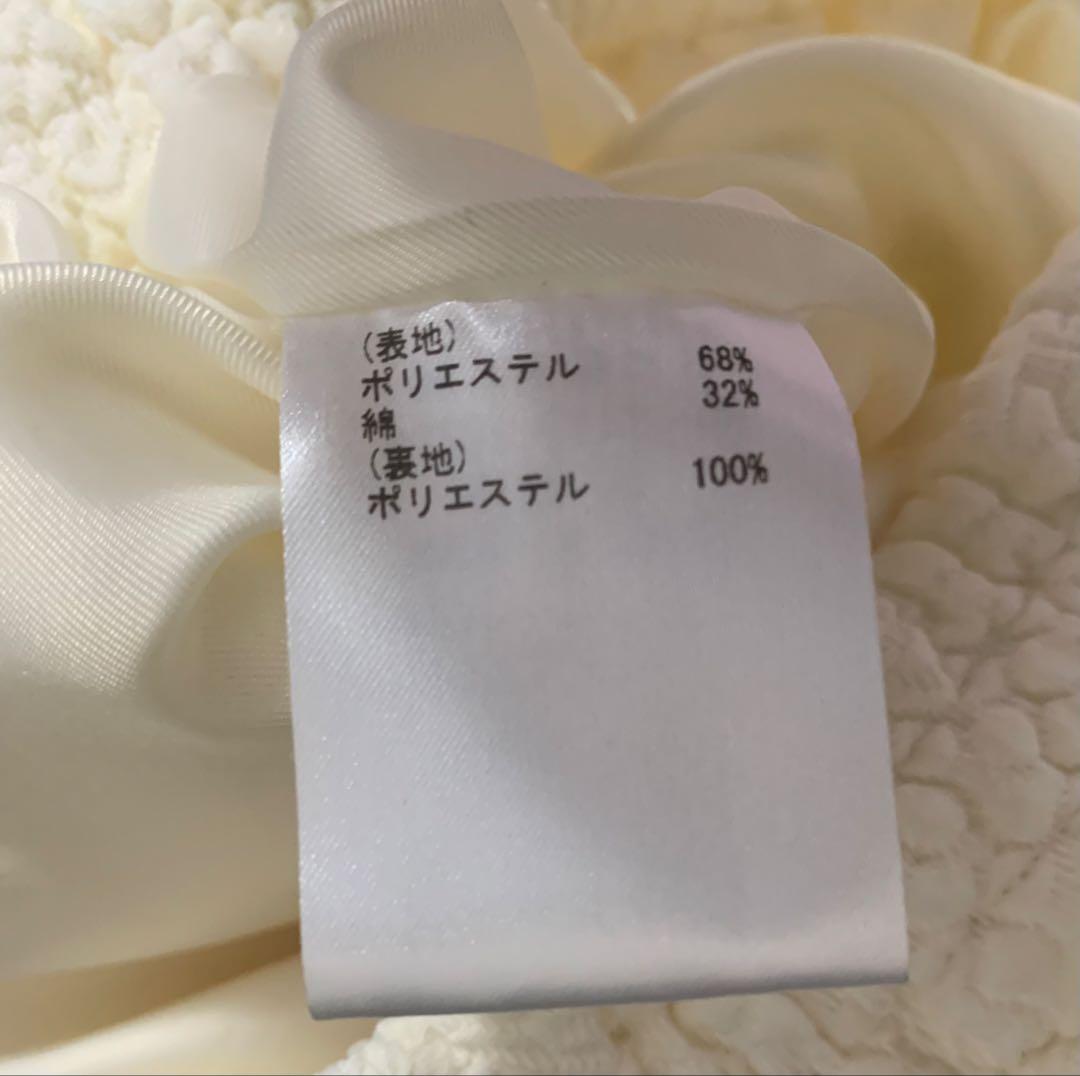 (表地)
ポリエステル 68%
綿 32%
(裏地)
ポリエステル 100%